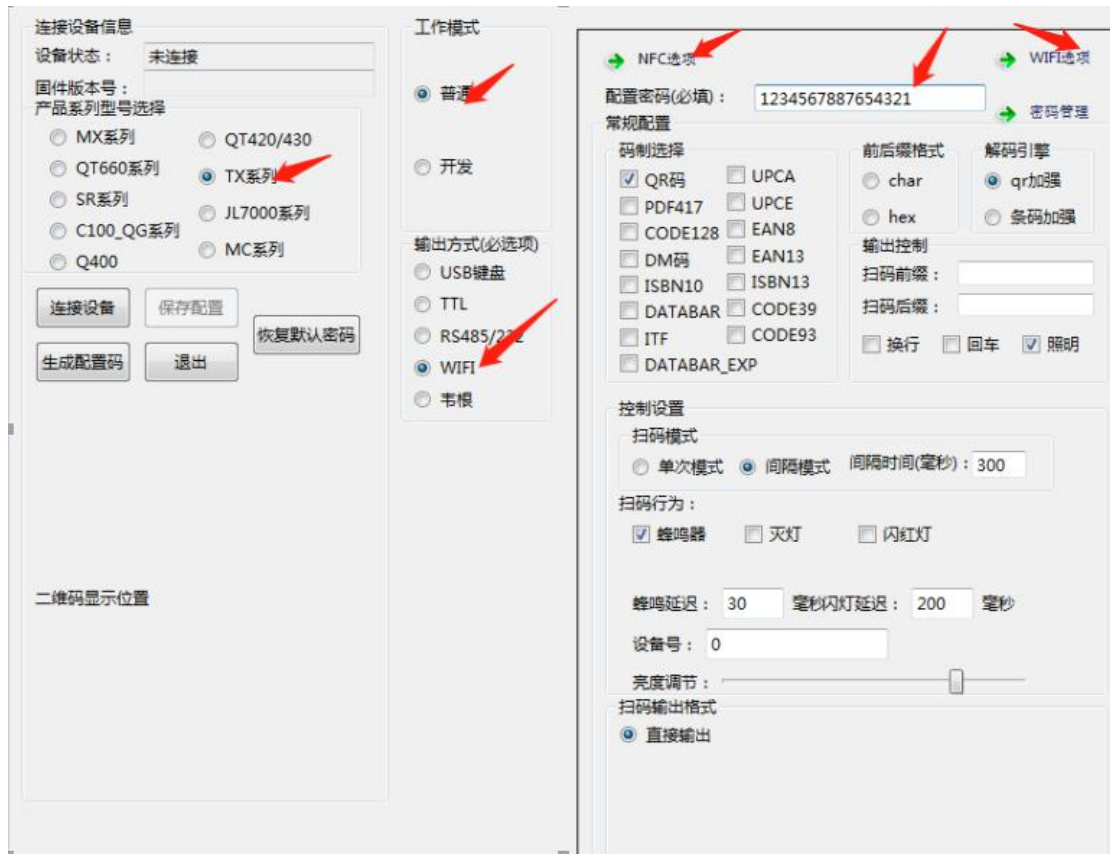 连接设备信息
设备状态： 未连接
固件版本号：
产品系列型号选择
MX系列 QT420/430
QT660系列 TX系列
SR系列 JL7000系列
C100_QG系列 MC系列
Q400
连接设备 保存配置 恢复默认密码
生成配置码 退出
二维码显示位置
工作模式
普通
开发
输出方式(必选项)
USB键盘
TTL
RS485/232
WIFI
韦根
NFC选项 WIFI选项
配置密码(必填)： 1234567887654321 密码管理
常规配置
码制选择
QR码 UPCA
PDF417 UPCE
CODE128 EAN8
DM码 EAN13
ISBN10 ISBN13
DATABAR CODE39
ITF CODE93
DATABAR_EXP
前后缀格式
char
hex
解码引擎
qr加强
条码加强
输出控制
扫码前缀：
扫码后缀：
换行 回车 照明
控制设置
扫码模式
单次模式 间隔模式 间隔时间(毫秒)：300
扫码行为：
蜂鸣器 灭灯 闪红灯
蜂鸣延迟： 30 毫秒闪灯延迟： 200 毫秒
设备号： 0
亮度调节：
扫码输出格式
直接输出